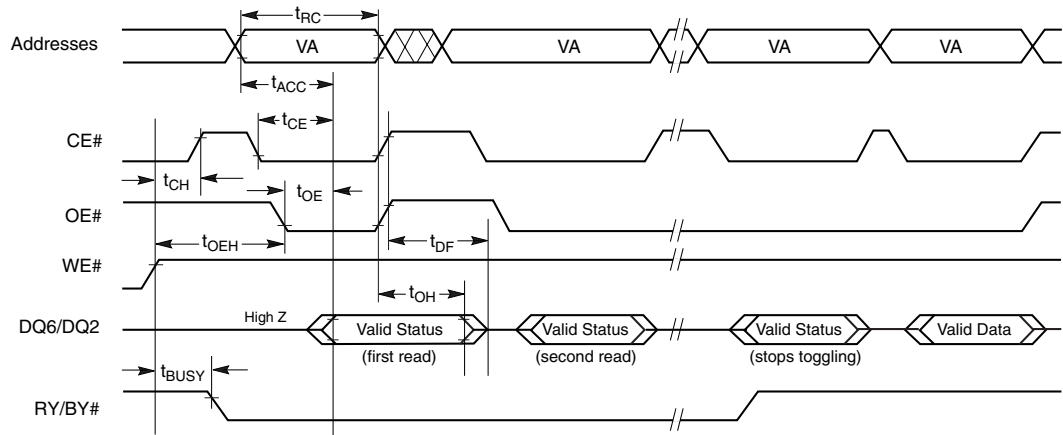 tRC
Addresses VA VA VA VA
tACC
tCE
CE#
tCH tOE
OE#
tOEH tDF
WE#
tOH
DQ6/DQ2 High Z Valid Status Valid Status Valid Status Valid Data
(first read) (second read) (stops toggling)
tBUSY
RY/BY#